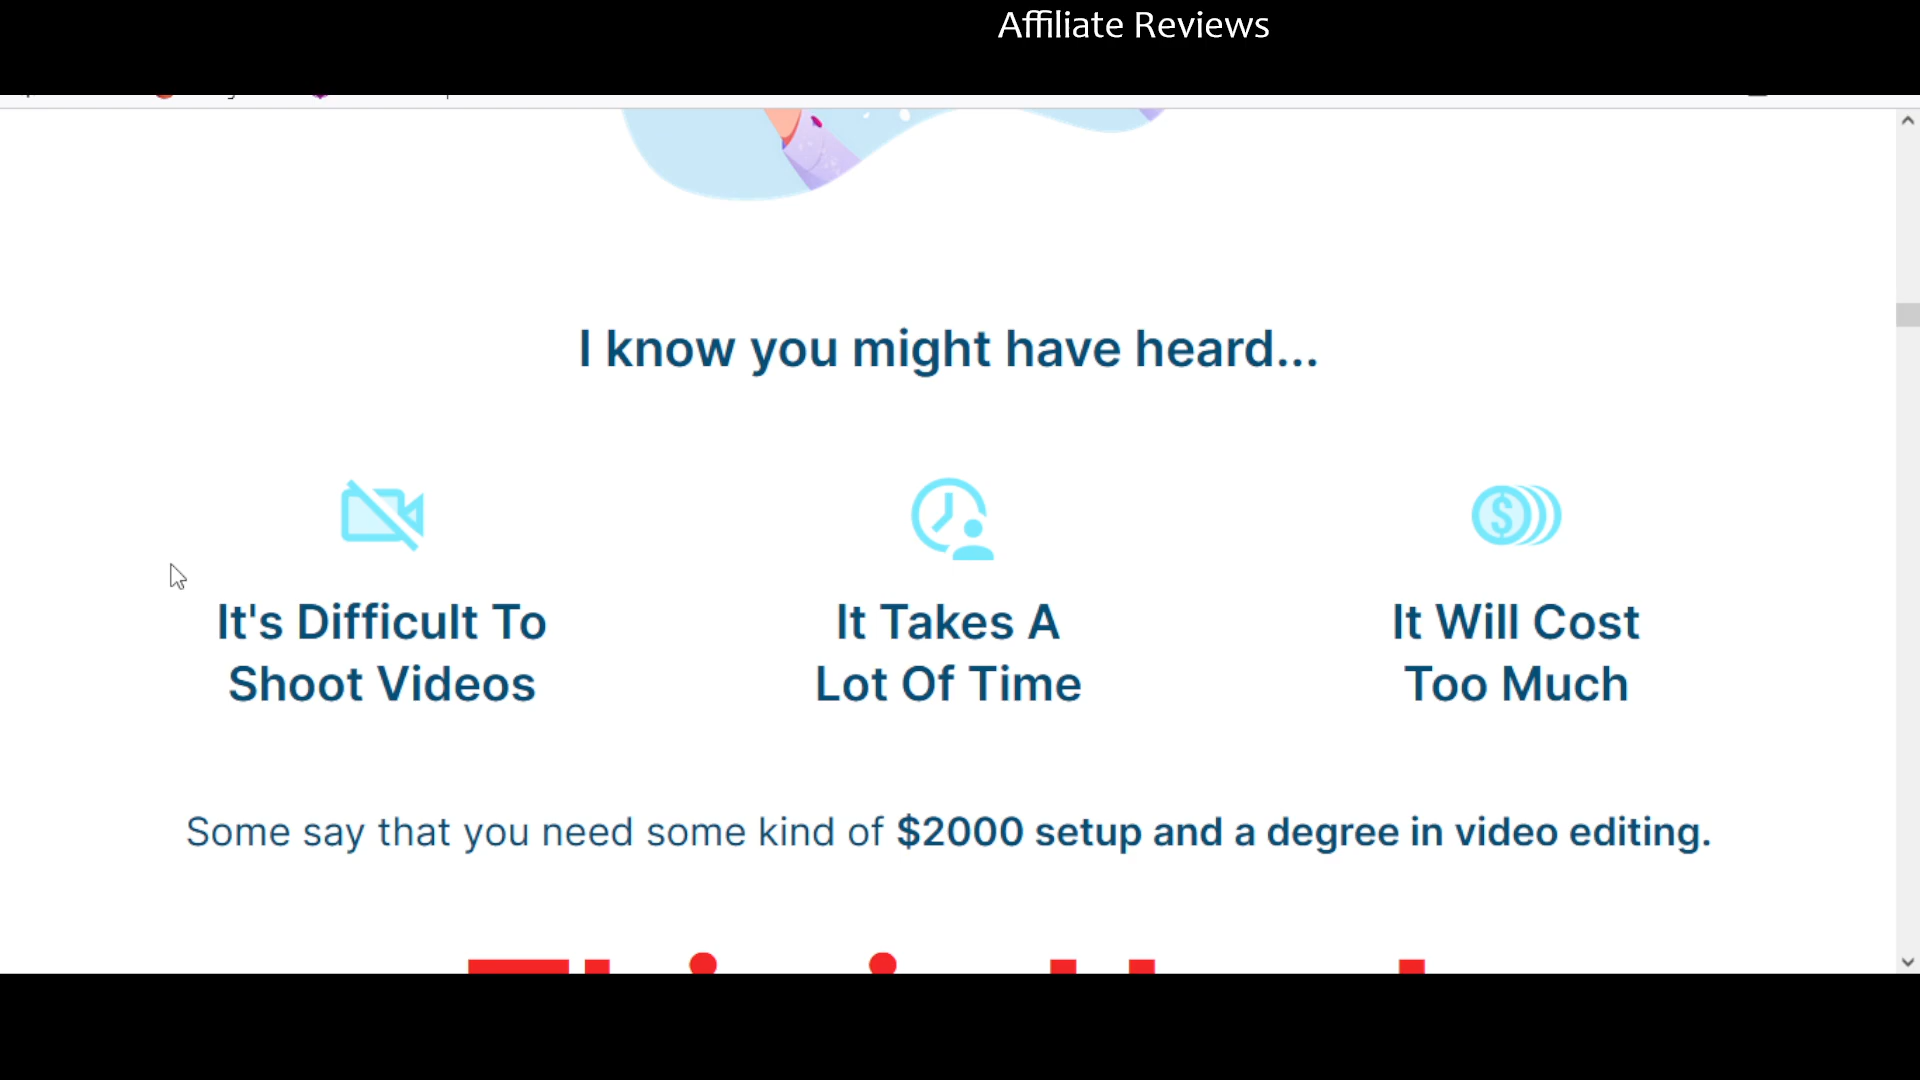 Affiliate Reviews
I know you might have heard...
It's Difficult To
Shoot Videos
It Takes A
Lot Of Time
It Will Cost
Too Much
Some say that you need some kind of $2000 setup and a degree in video editing.